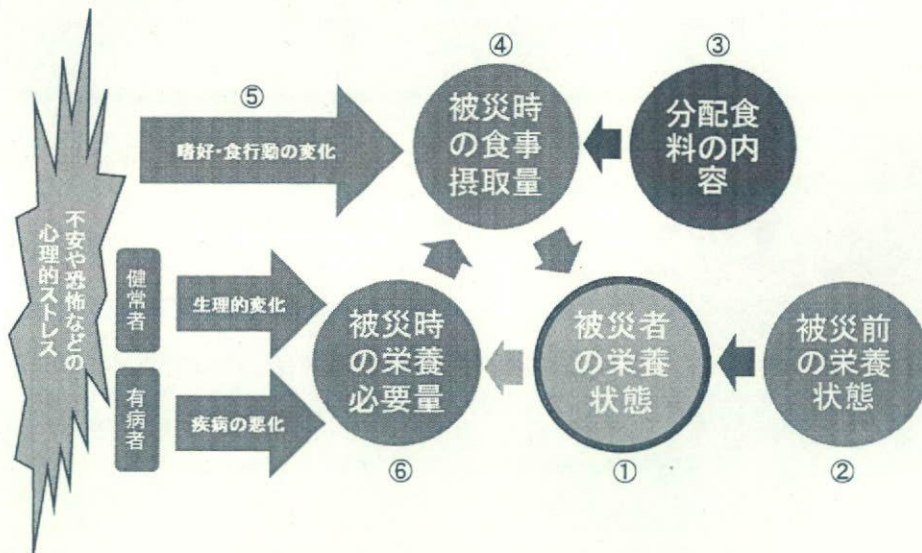 ④
③
⑤
被災時
の食事
摂取量
分配食
料の内
容
嗜好・食行動の変化
不安や恐怖などの
心理的ストレス
健常者
生理的変化
被災時
の栄養
必要量
被災者
の栄養
状態
被災前
の栄養
状態
有病者
疾病の悪化
⑥
①
②